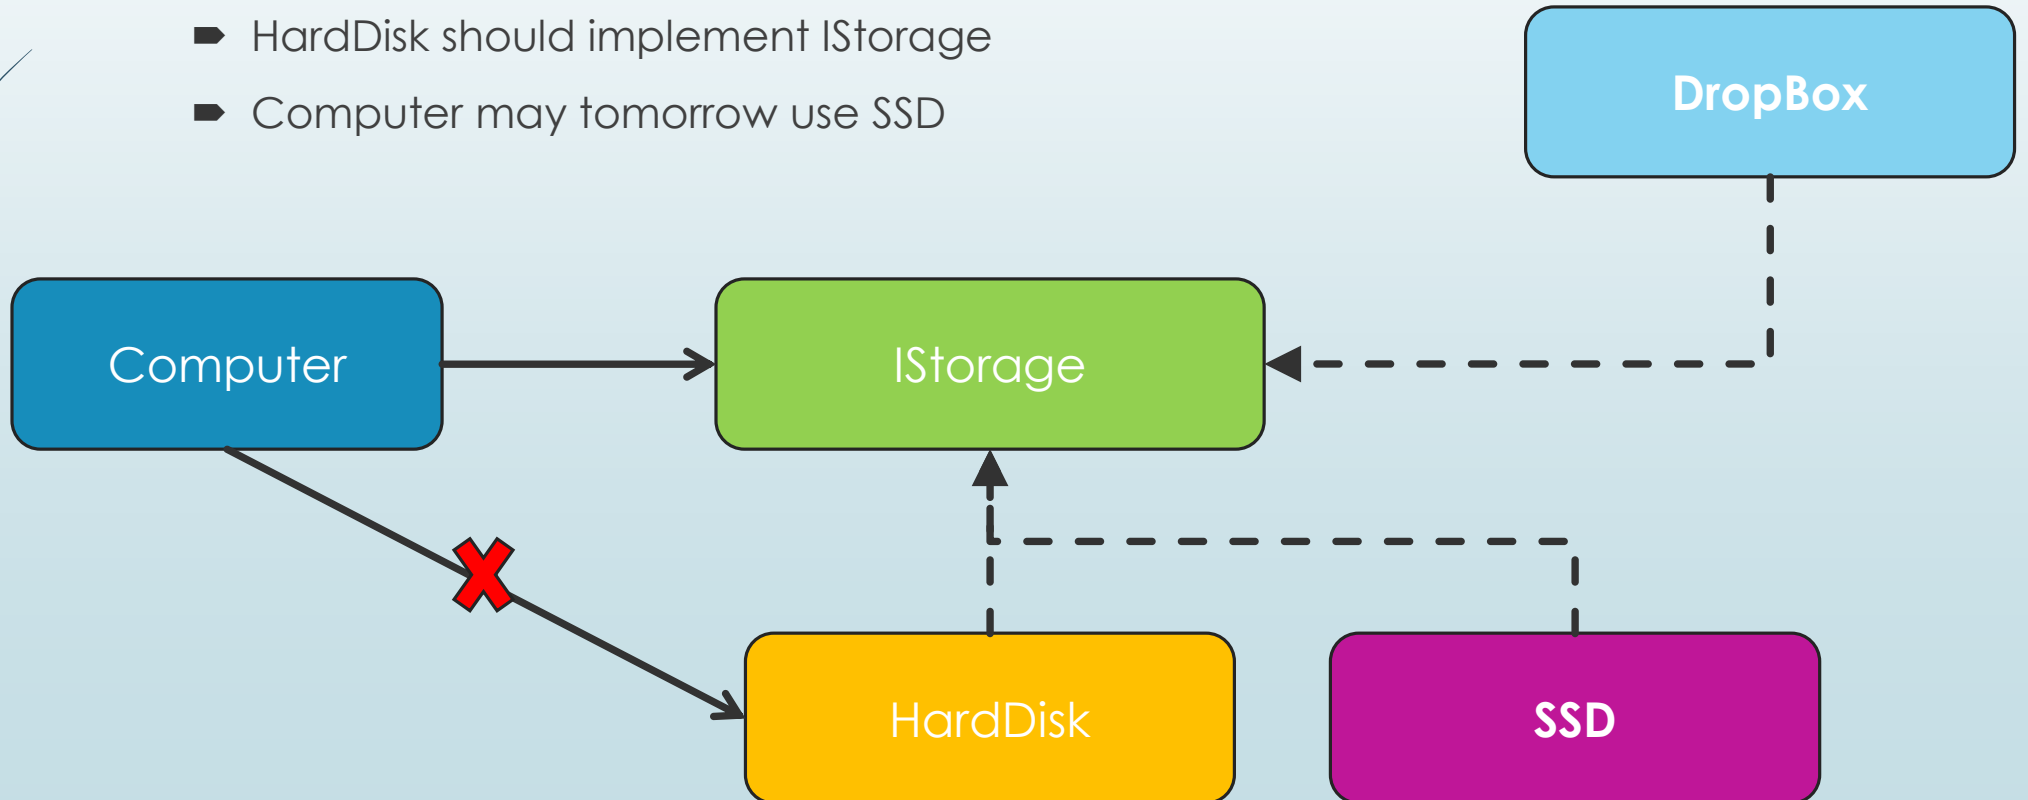 HardDisk should implement IStorage
Computer may tomorrow use SSD
DropBox
Computer
IStorage
HardDisk
SSD